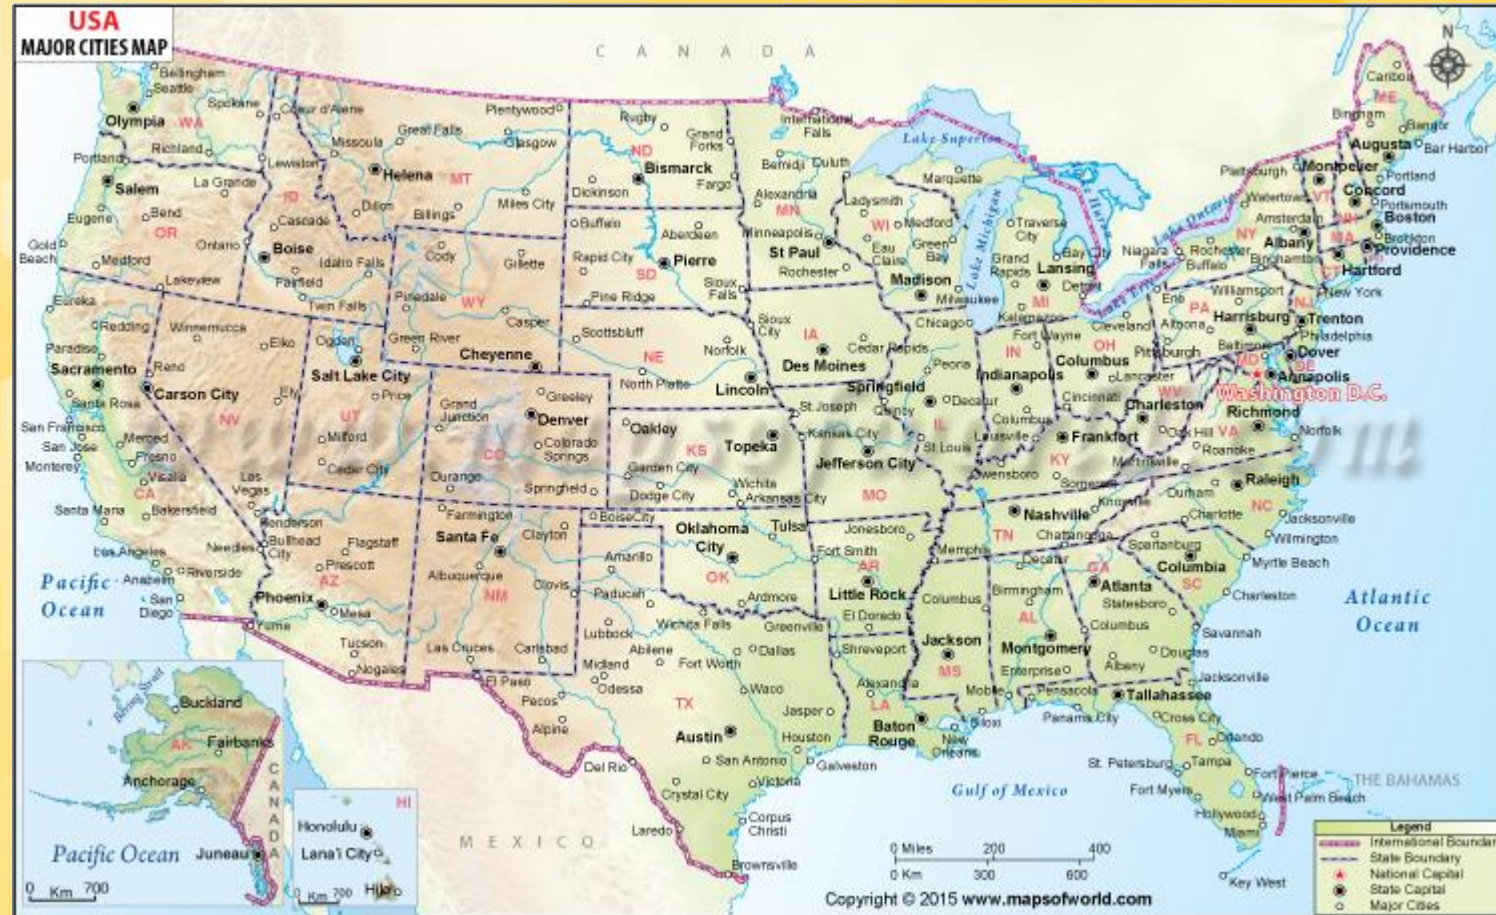 USA
MAJOR CITIES MAP
CANADA
N
Bellingham
Seattle
Spokane
Coeur d'Alene
Olympia
WA
Richland
Lewiston
Portland
Salem
La Grande
Eugene
Bend
OR
Ontario
Gold
Beach
Medford
Lakeview
ID
Cascade
Boise
Idaho Falls
Fairfield
Twin Falls
Missoula
Great Falls
Plentywood
Glasgow
Helena
MT
Dillon
Billings
Miles City
Cody
Gillette
Pinedale
WY
Casper
Green River
Cheyenne
Rugby
Grand
Forks
ND
Bismarck
Dickinson
Fargo
Buffalo
Aberdeen
Rapid City
SD
Pierre
Pine Ridge
Sioux
Falls
Scottsbluff
NE
Norfolk
North Platte
Lincoln
International
Falls
Bemidji
Duluth
Alexandria
MN
Minneapolis
St Paul
Rochester
Lake Superior
Marquette
Ladysmith
WI
Medford
Eau
Claire
Green
Bay
Madison
Milwaukee
Lake Michigan
Traverse
City
Grand
Rapids
Bay City
Lansing
Detroit
MI
Kalamazoo
Lake Ontario
Lake Erie
Caribou
ME
Bingham
Bangor
Augusta
Bar Harbor
Plattsburgh
Montpelier
Portland
Watertown
VT
Concord
Portsmouth
NH
Amsterdam
Boston
NY
Albany
MA
Brockton
Niagara
Falls
Rochester
Buffalo
Binghamton
Providence
CT
Hartford
New York
Erie
Williamsport
PA
NJ
Altoona
Harrisburg
Trenton
Philadelphia
Pittsburgh
Baltimore
MD
Dover
DE
Annapolis
Washington D.C.
Eureka
Redding
Paradise
Sacramento
Santa Rosa
San Francisco
San Jose
Monterey
Merced
Fresno
Visalia
CA
Santa Maria
Bakersfield
Los Angeles
Anaheim
Riverside
San
Diego
Needles
Winnemucca
Elko
Reno
Carson City
Ely
NV
Las
Vegas
Henderson
Bullhead
City
Ogden
Salt Lake City
UT
Price
Milford
Cedar City
Grand
Junction
Greeley
Denver
Colorado
Springs
CO
Durango
Springfield
Oakley
KS
Topeka
Garden City
Dodge City
Wichita
Arkansas City
Sioux
City
IA
Cedar Rapids
Des Moines
St.Joseph
Kansas City
Jefferson City
MO
Chicago
Peoria
Springfield
Quincy
Decatur
IL
St Louis
IN
Fort Wayne
Indianapolis
Columbus
Louisville
Cleveland
OH
Columbus
Lancaster
Cincinnati
WV
Charleston
Oak Hill
Richmond
VA
Norfolk
Roanoke
Martinsville
Frankfort
KY
Owensboro
Somerset
Flagstaff
Prescott
AZ
Phoenix
Mesa
Yuma
Tucson
Nogales
Farmington
Santa Fe
Clayton
Albuquerque
NM
Clovis
Las Cruces
Carlsbad
BoiseCity
Oklahoma
City
Tulsa
OK
Ardmore
Amarillo
Paducah
Wichita Falls
Greenville
Lubbock
Abilene
Fort Worth
Dallas
Midland
Odessa
El Paso
Pecos
Alpine
TX
Waco
Jasper
Austin
Houston
Galveston
San Antonio
Del Rio
Victoria
Crystal City
Laredo
Corpus
Christi
Brownsville
Jonesboro
Fort Smith
AR
Little Rock
El Dorado
Shreveport
Alexandria
LA
Baton
Rouge
New
Orleans
Nashville
TN
Knoxville
Chattanooga
Memphis
Columbus
Jackson
MS
Biloxi
Decatur
Birmingham
AL
Montgomery
Enterprise
Mobile
GA
Atlanta
Statesboro
Columbus
Albany
Douglas
Savannah
Durham
Raleigh
NC
Charlotte
Jacksonville
Wilmington
Spartanburg
Columbia
SC
Myrtle Beach
Charleston
Jacksonville
Tallahassee
Pensacola
Panama City
Cross City
FL
Orlando
St. Petersburg
Tampa
Fort Pierce
West Palm Beach
Fort Myers
Hollywood
Miami
Key West
Pacific
Ocean
Atlantic
Ocean
Gulf of Mexico
THE BAHAMAS
MEXICO
Bering Strait
Buckland
AK
Fairbanks
Anchorage
CANADA
Pacific Ocean
Juneau
0 Km 700
HI
Honolulu
Lana'i City
Hilo
0 Km 700
0 Miles 200 400
0 Km 300 600
Copyright © 2015 www.mapsofworld.com
Legend
International Boundary
State Boundary
National Capital
State Capital
Major Cities